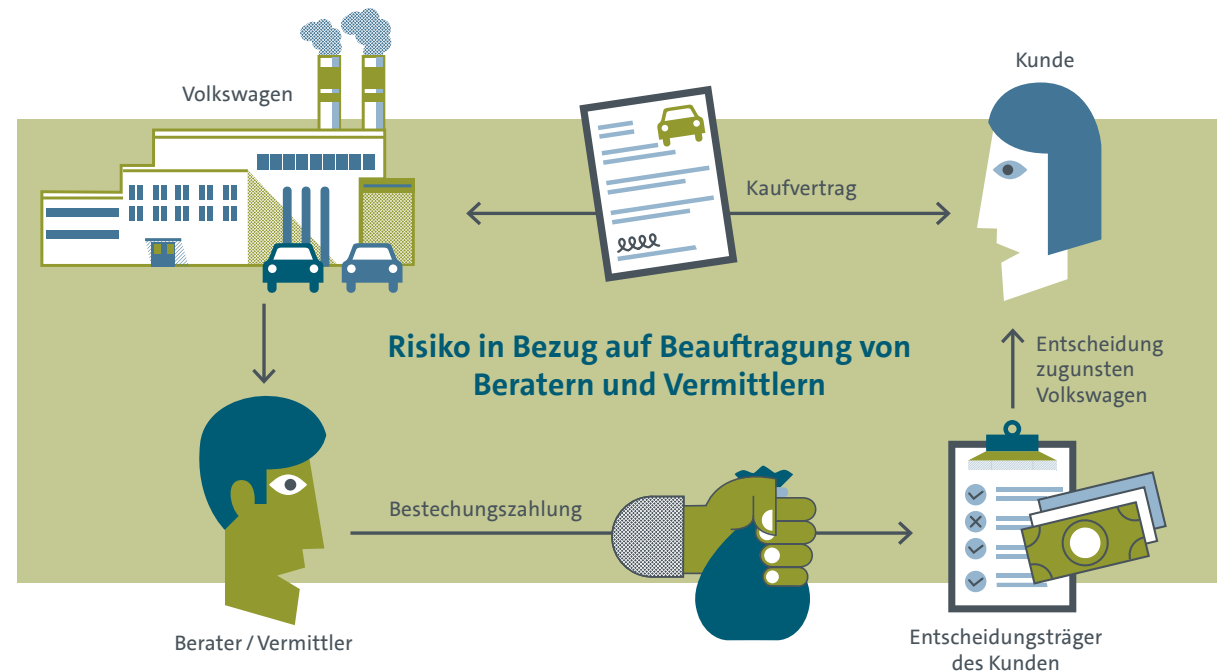 Kunde
Volkswagen
Kaufvertrag
Risiko in Bezug auf Beauftragung von
Beratern und Vermittlern
Entscheidung
zugunsten
Volkswagen
Bestechungszahlung
Berater / Vermittler
Entscheidungsträger
des Kunden